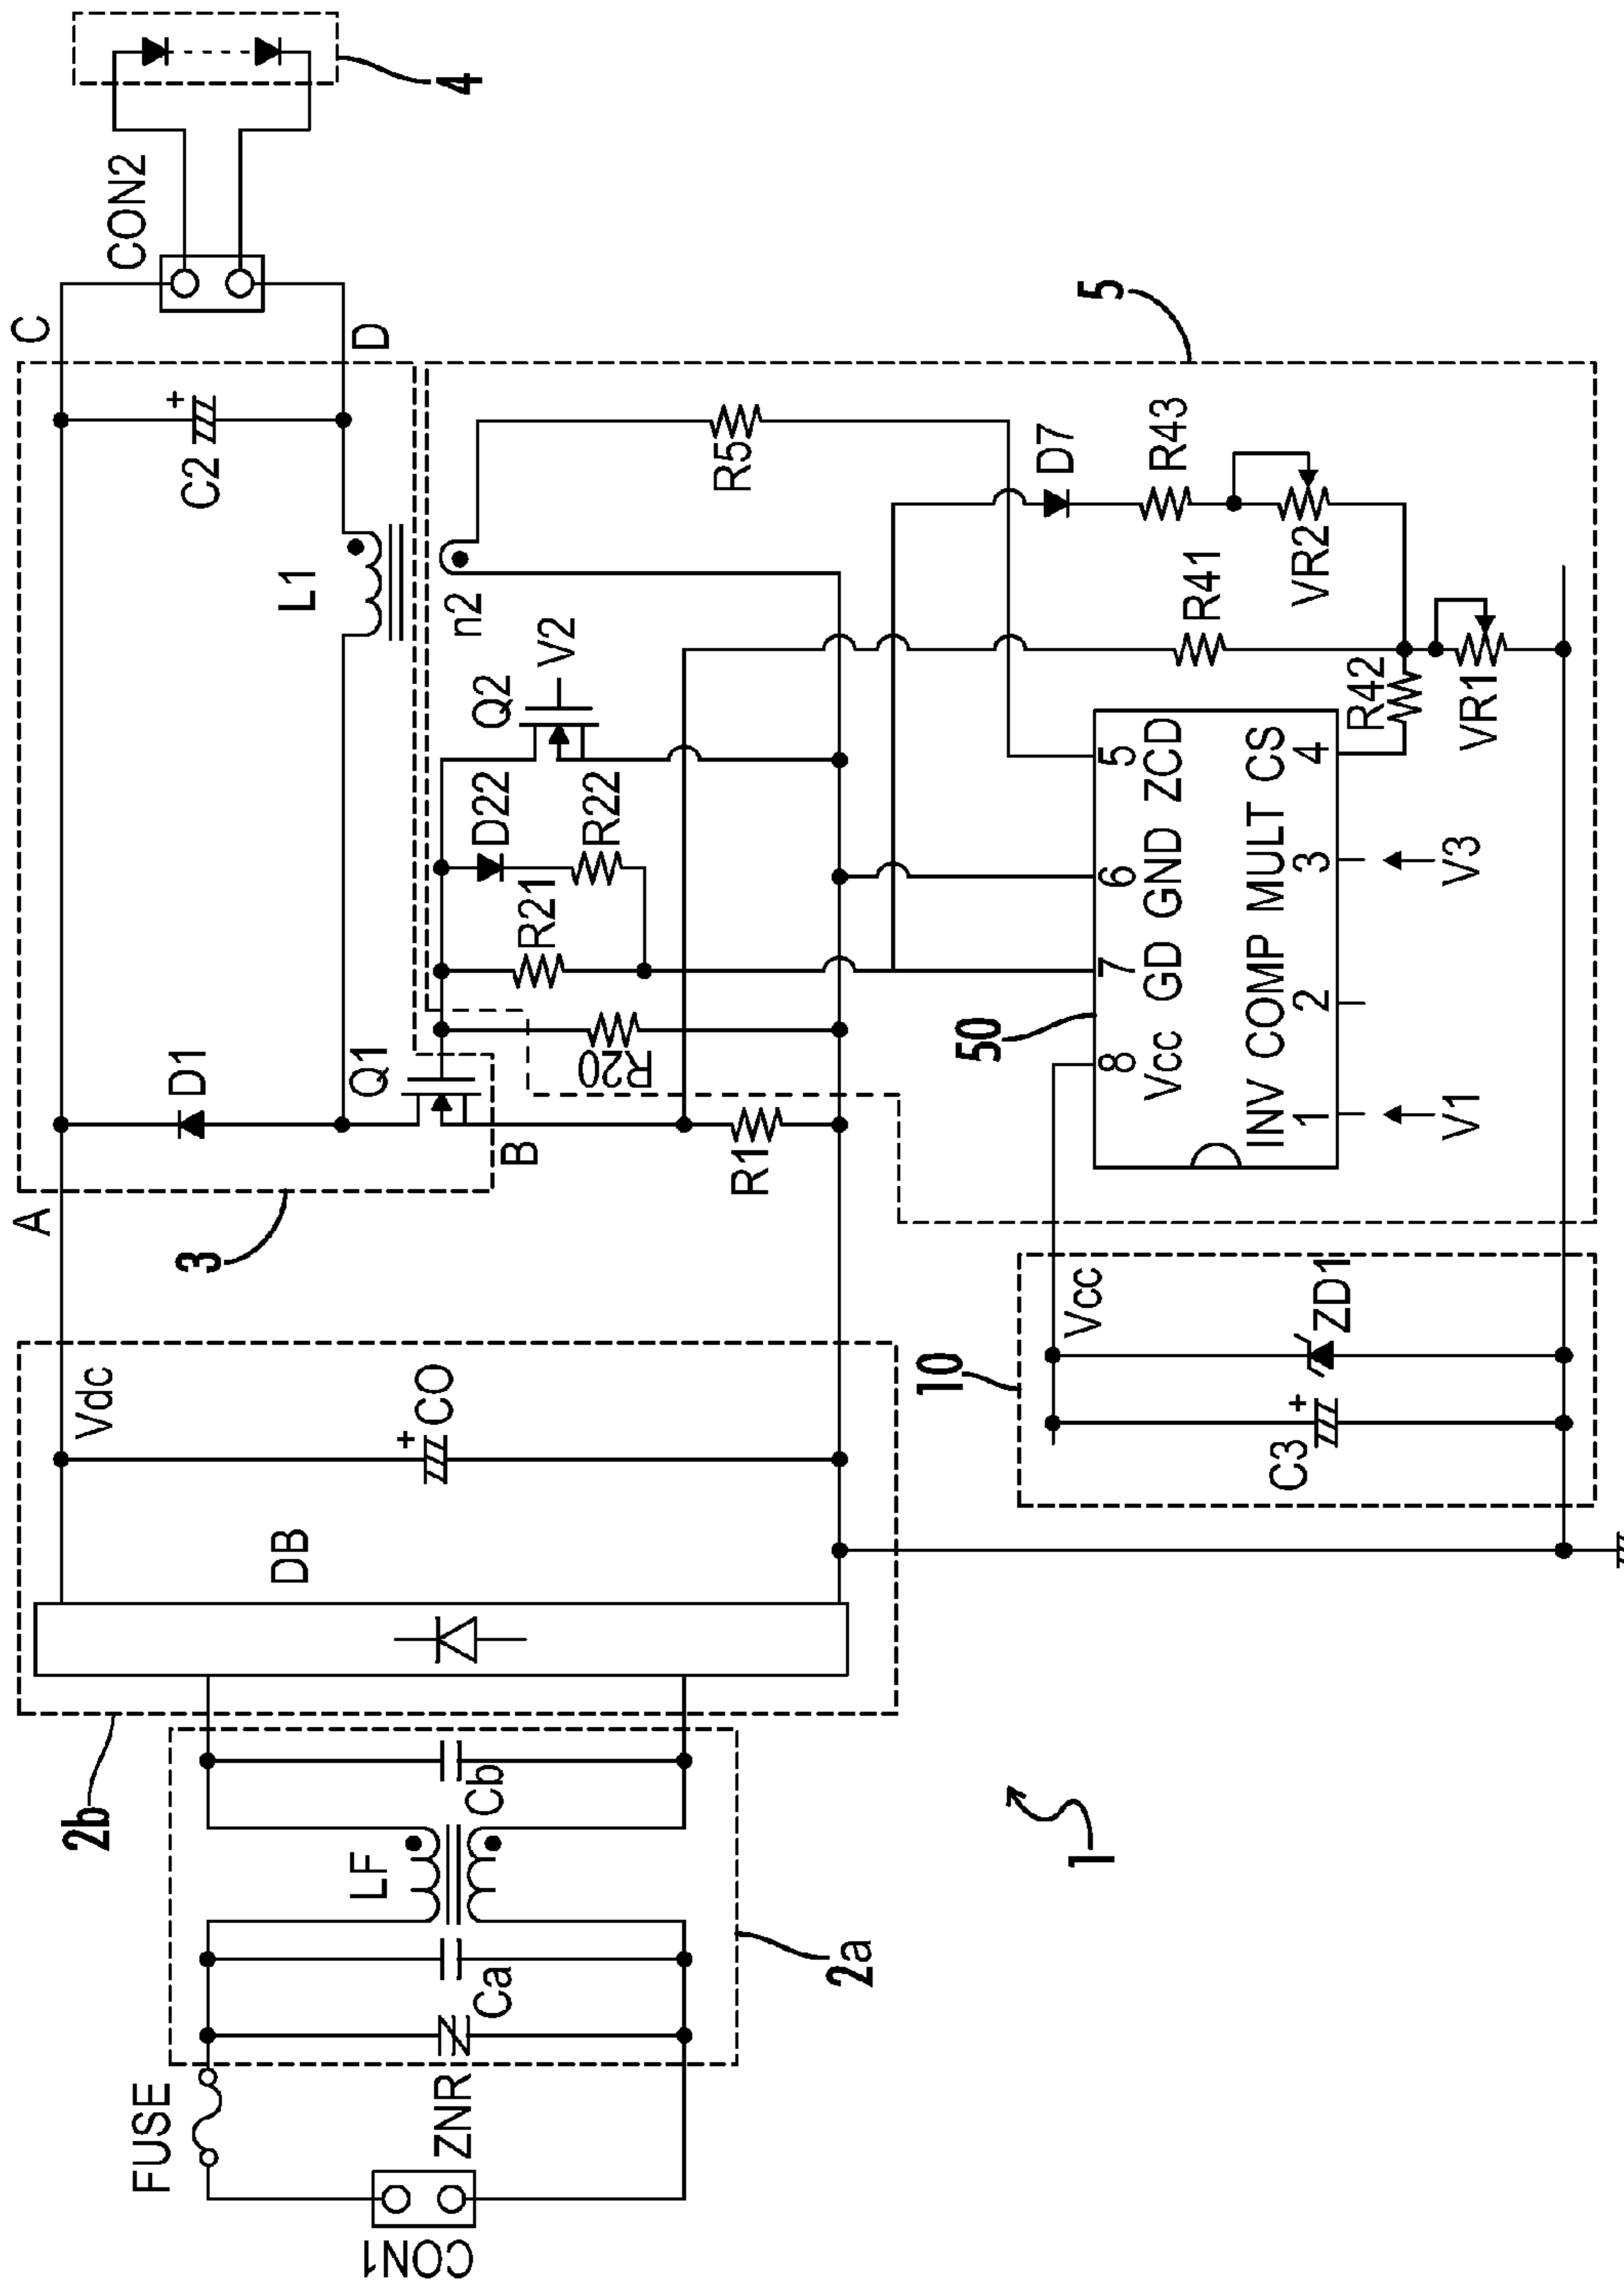 C
CON2
4
D
C2 +
L1
A
D1
3
Q1
B
n2
Q2
V2
D22
R22
R21
R20
R1
R5
5
D7
R43
R41
VR2
R42
VR1
50
8 7 6 5
Vcc GD GND ZCD
INV COMP MULT CS
1 2 3 4
V1
V3
Vdc
+
CO
DB
2b
10
Vcc
ZD1
C3 +
LF
Cb
Ca
2a
FUSE
ZNR
CON1
1